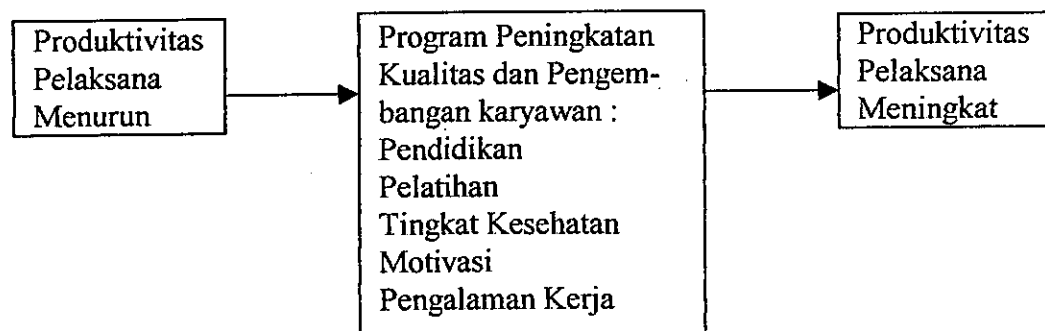 Produktivitas
Pelaksana
Menurun
Program Peningkatan
Kualitas dan Pengem-
bangan karyawan :
Pendidikan
Pelatihan
Tingkat Kesehatan
Motivasi
Pengalaman Kerja
Produktivitas
Pelaksana
Meningkat